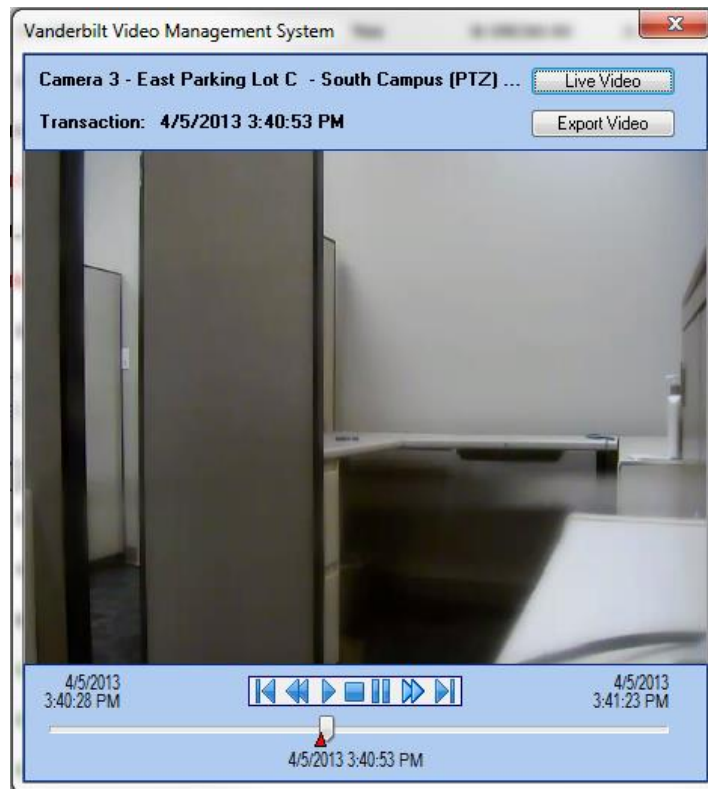 Vanderbilt Video Management System
Camera 3 - East Parking Lot C  - South Campus (PTZ) ...
Live Video
Transaction:  4/5/2013 3:40:53 PM
Export Video
4/5/2013
3:40:28 PM
4/5/2013
3:41:23 PM
4/5/2013 3:40:53 PM